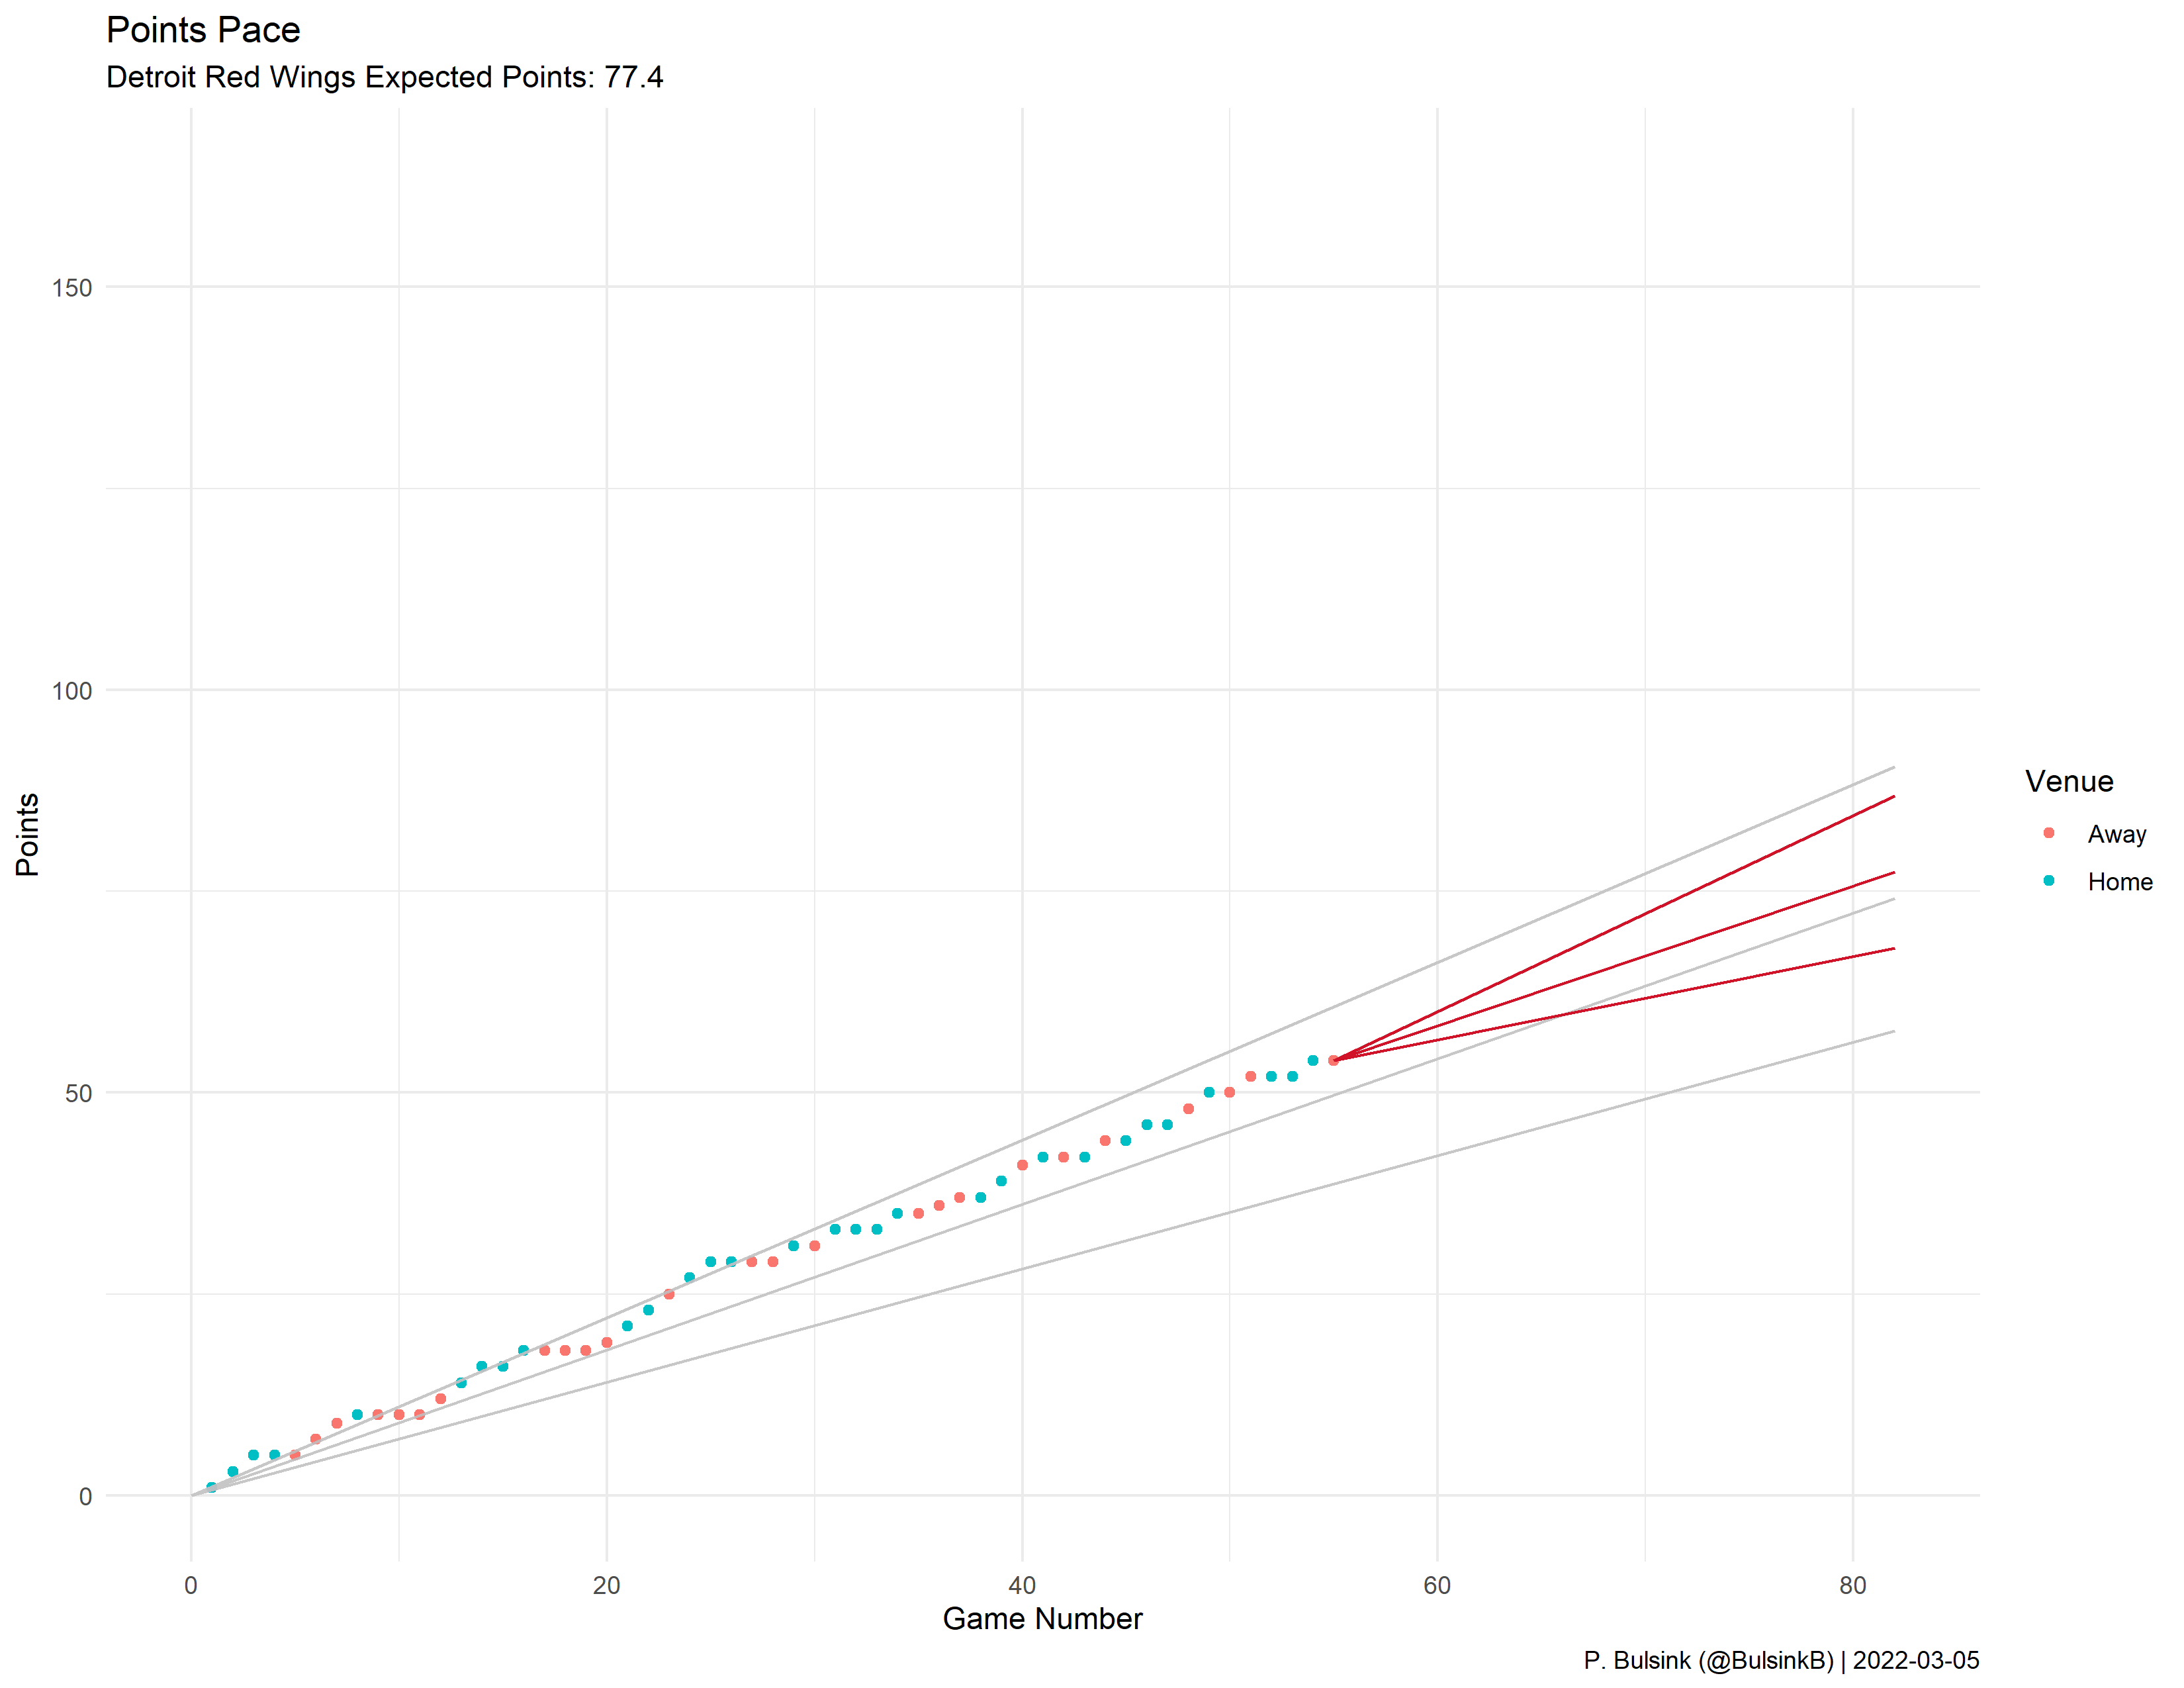 Points Pace
Detroit Red Wings Expected Points: 77.4
150
100
50
0
Points
0 20 40 60 80
Game Number
Venue
Away
Home
P. Bulsink (@BulsinkB) | 2022-03-05